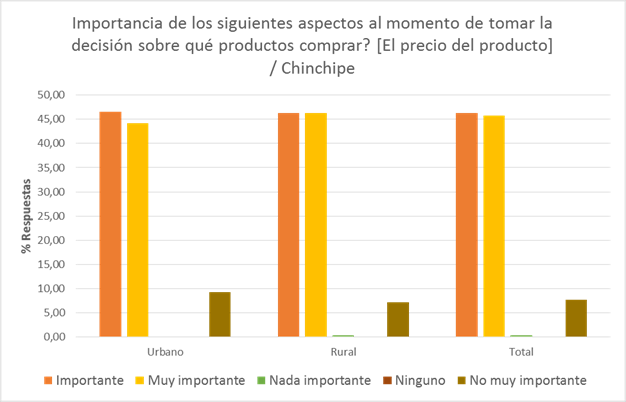 Importancia de los siguientes aspectos al momento de tomar la
decisión sobre qué productos comprar? [El precio del producto]
/ Chinchipe
50,00
45,00
40,00
35,00
30,00
25,00
20,00
15,00
10,00
5,00
0,00
% Respuestas
Urbano Rural Total
Importante Muy importante Nada importante Ninguno No muy importante